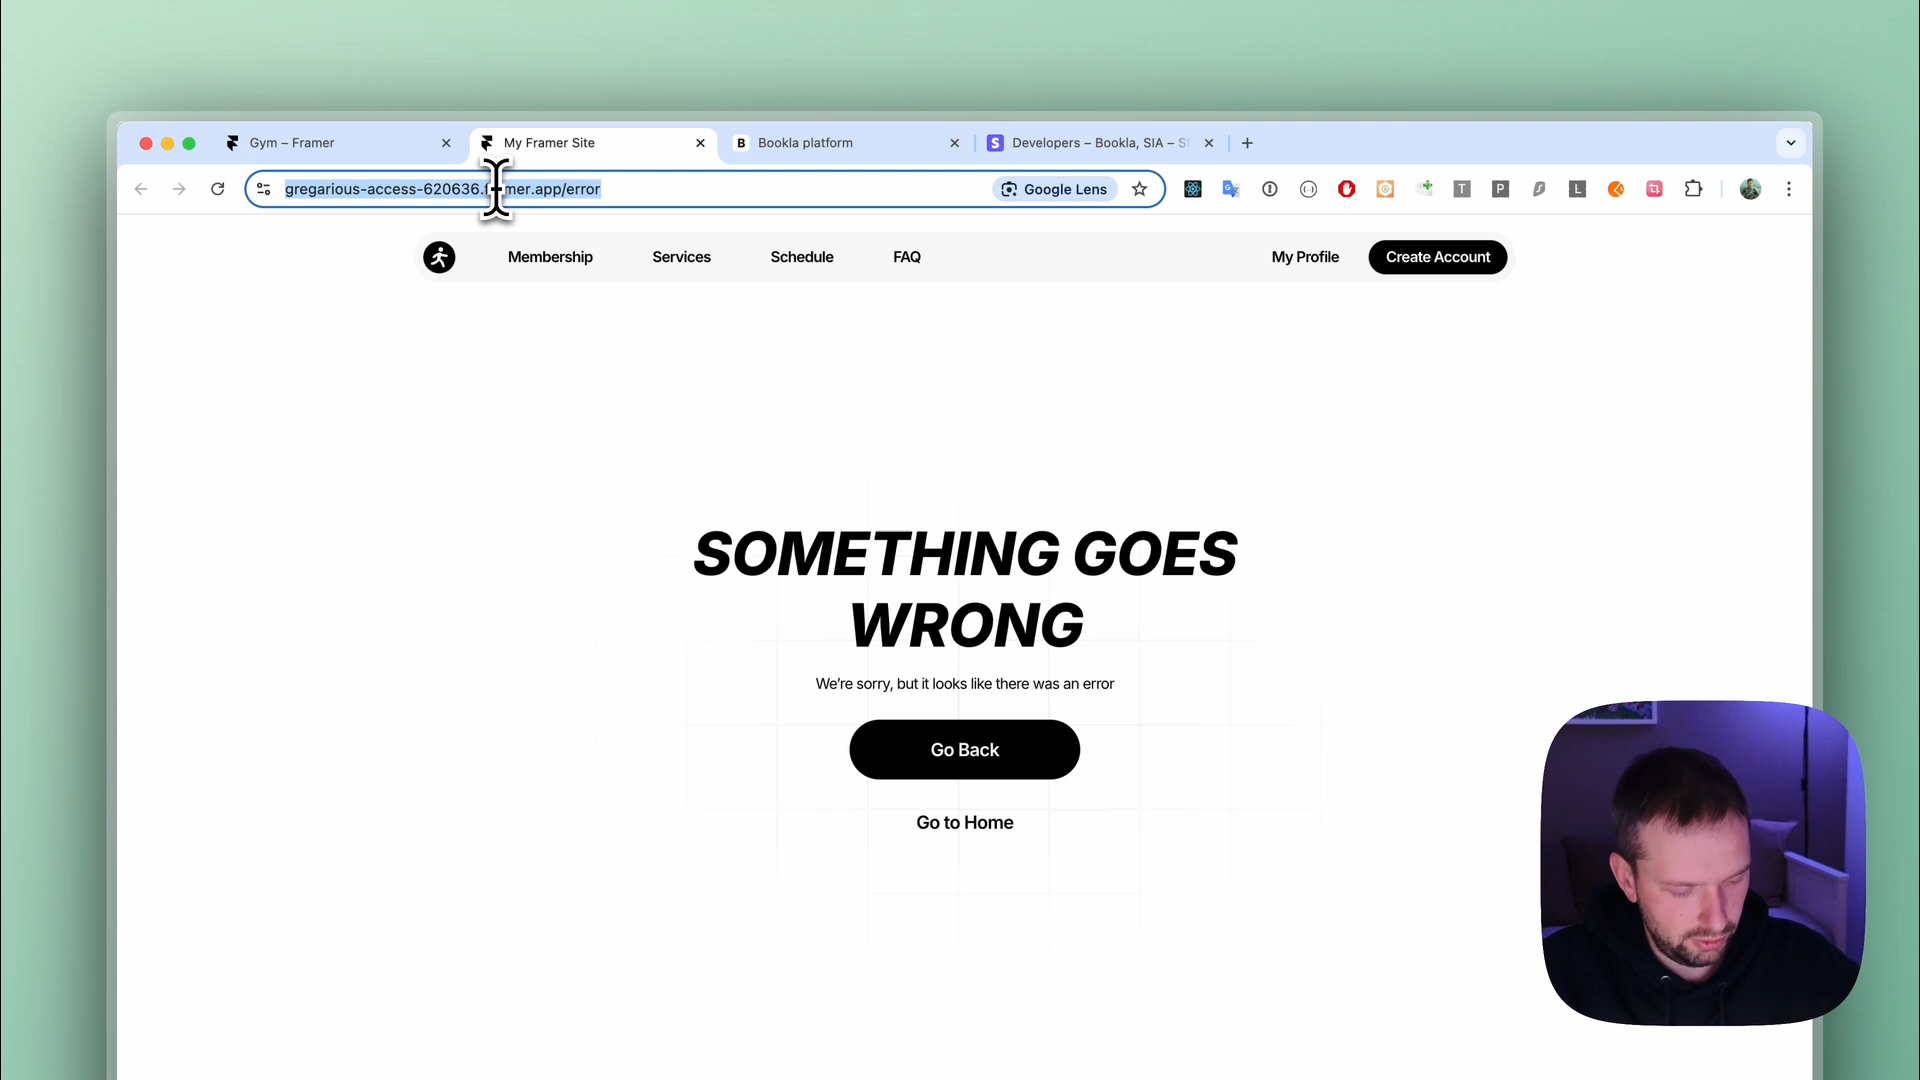 Gym – Framer
My Framer Site
B Bookla platform
S Developers – Bookla, SIA – St
gregarious-access-620636.framer.app/error
Google Lens
T
P
L
Membership
Services
Schedule
FAQ
My Profile
Create Account
SOMETHING GOES
WRONG
We’re sorry, but it looks like there was an error
Go Back
Go to Home